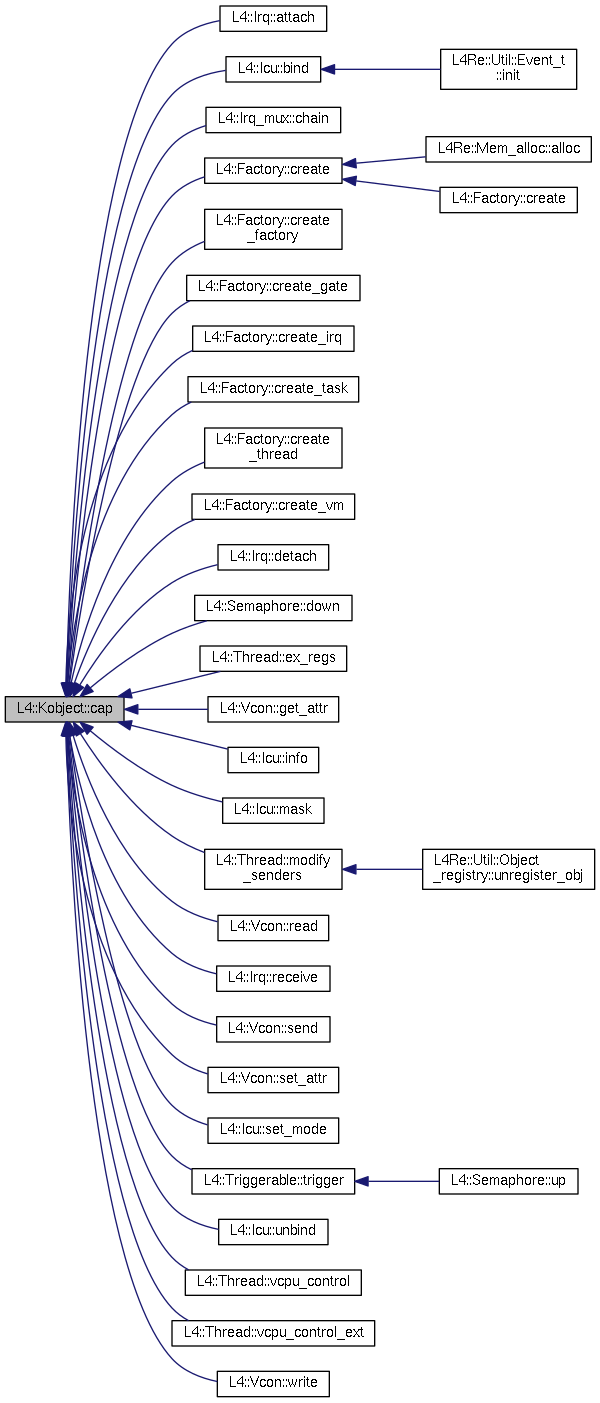 L4::Irq::attach
L4::Icu::bind
L4Re::Util::Event_t
::init
L4::Irq_mux::chain
L4::Factory::create
L4Re::Mem_alloc::alloc
L4::Factory::create
L4::Factory::create
_factory
L4::Factory::create_gate
L4::Factory::create_irq
L4::Factory::create_task
L4::Factory::create
_thread
L4::Factory::create_vm
L4::Irq::detach
L4::Semaphore::down
L4::Thread::ex_regs
L4::Kobject::cap
L4::Vcon::get_attr
L4::Icu::info
L4::Icu::mask
L4::Thread::modify
_senders
L4Re::Util::Object
_registry::unregister_obj
L4::Vcon::read
L4::Irq::receive
L4::Vcon::send
L4::Vcon::set_attr
L4::Icu::set_mode
L4::Triggerable::trigger
L4::Semaphore::up
L4::Icu::unbind
L4::Thread::vcpu_control
L4::Thread::vcpu_control_ext
L4::Vcon::write